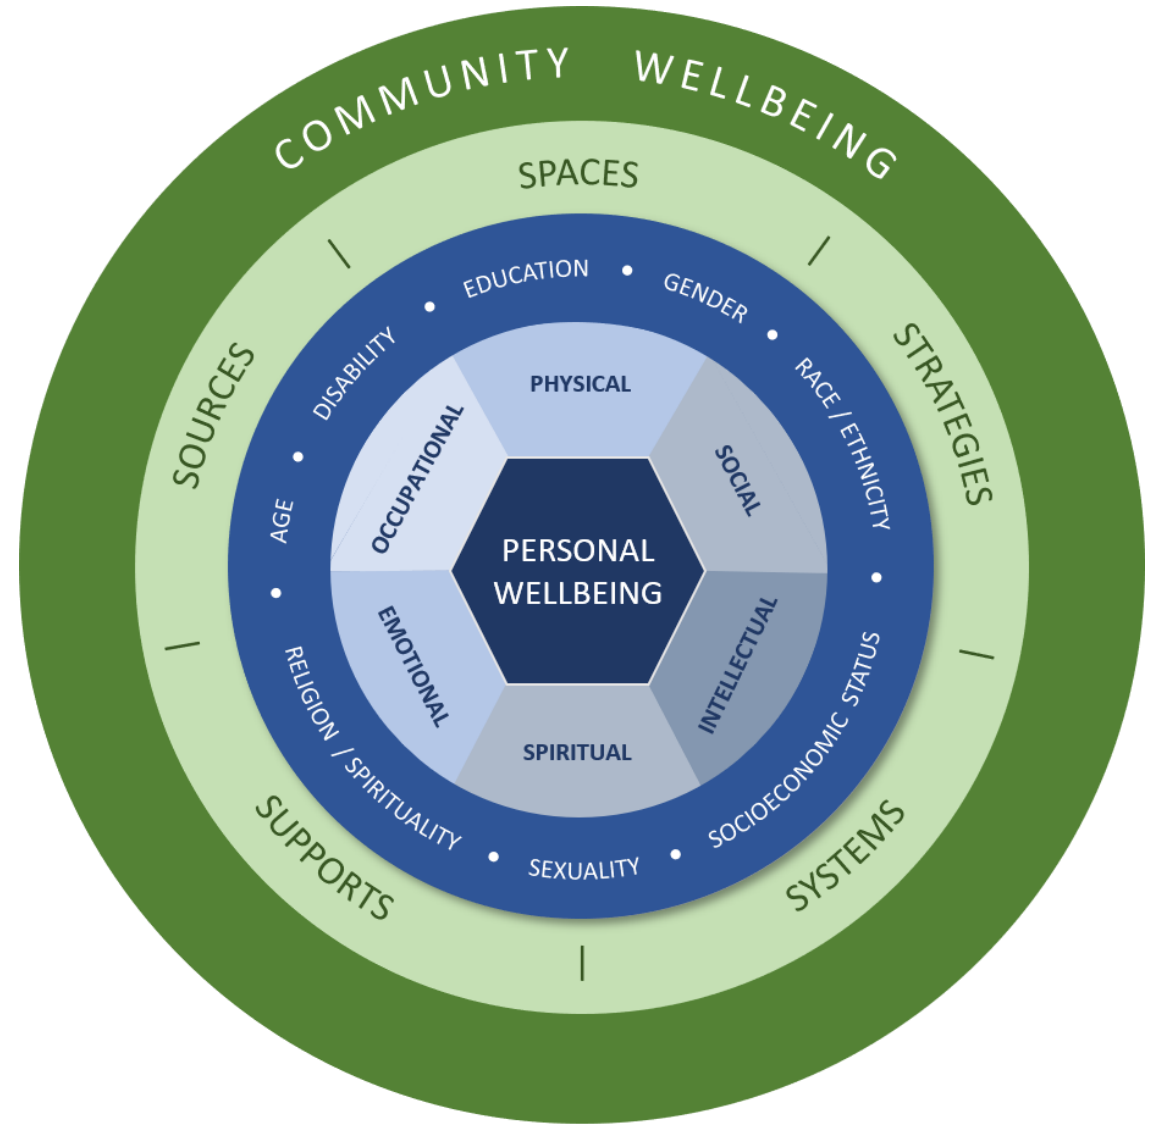 COMMUNITY WELLBEING
SPACES
STRATEGIES
SYSTEMS
SUPPORTS
SOURCES
EDUCATION
GENDER
RACE / ETHNICITY
SOCIOECONOMIC STATUS
SEXUALITY
RELIGION / SPIRITUALITY
AGE
DISABILITY
PHYSICAL
SOCIAL
INTELLECTUAL
SPIRITUAL
EMOTIONAL
OCCUPATIONAL
PERSONAL
WELLBEING